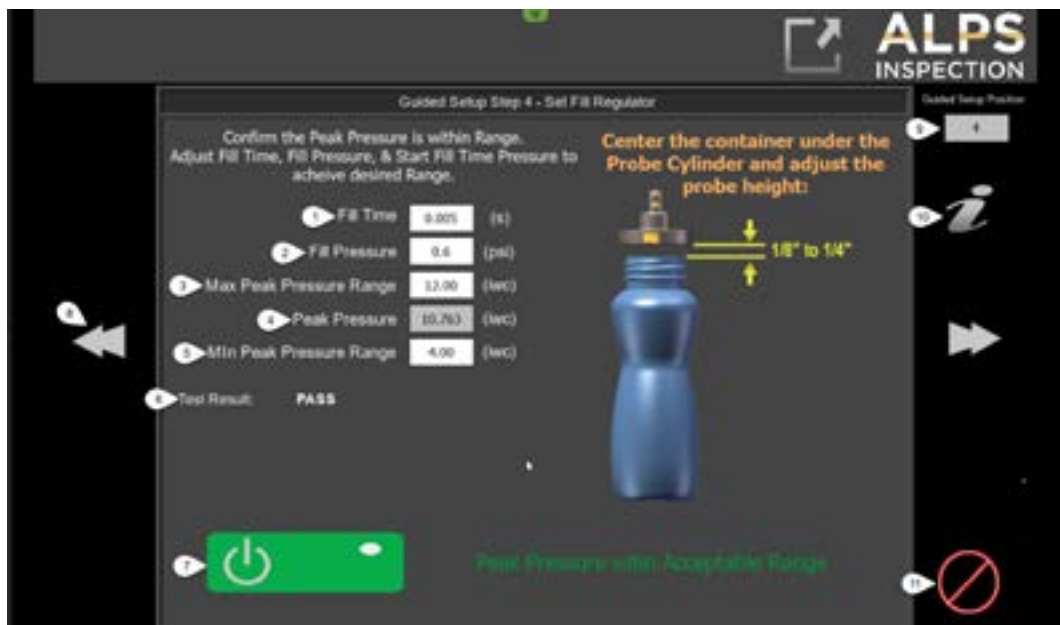 ALPS
INSPECTION
Guided Setup Step 4 - Set Fill Regulator
Guided Setup Position
9
4
Confirm the Peak Pressure is within Range.
Adjust Fill Time, Fill Pressure, & Start Fill Time Pressure to
acheive desired Range.
Center the container under the
Probe Cylinder and adjust the
probe height:
1 Fill Time 0.005 (s)
10
2 Fill Pressure 0.6 (psi)
1/8" to 1/4"
3 Max Peak Pressure Range 12.00 (iwc)
8
4 Peak Pressure 10.763 (iwc)
5 MIn Peak Pressure Range 4.00 (iwc)
6 Test Result: PASS
7
Peak Pressure within Acceptable Range
11